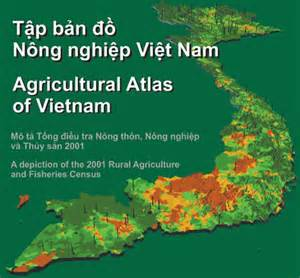 Tập bản đồ
Nông nghiệp Việt Nam
Agricultural Atlas
of Vietnam
Mô tả Tổng điều tra Nông thôn, Nông nghiệp
và Thủy sản 2001
A depiction of the 2001 Rural Agriculture
and Fisheries Census